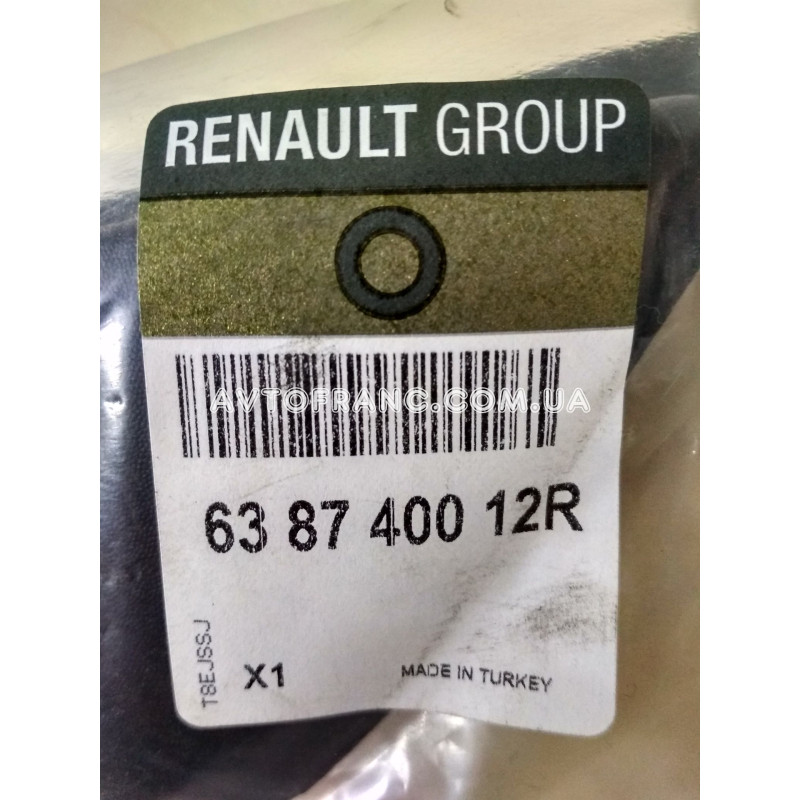 RENAULT GROUP
AVTOFRANC.COM.UA
63 87 400 12R
T8EJSSJ
X1
MADE IN TURKEY